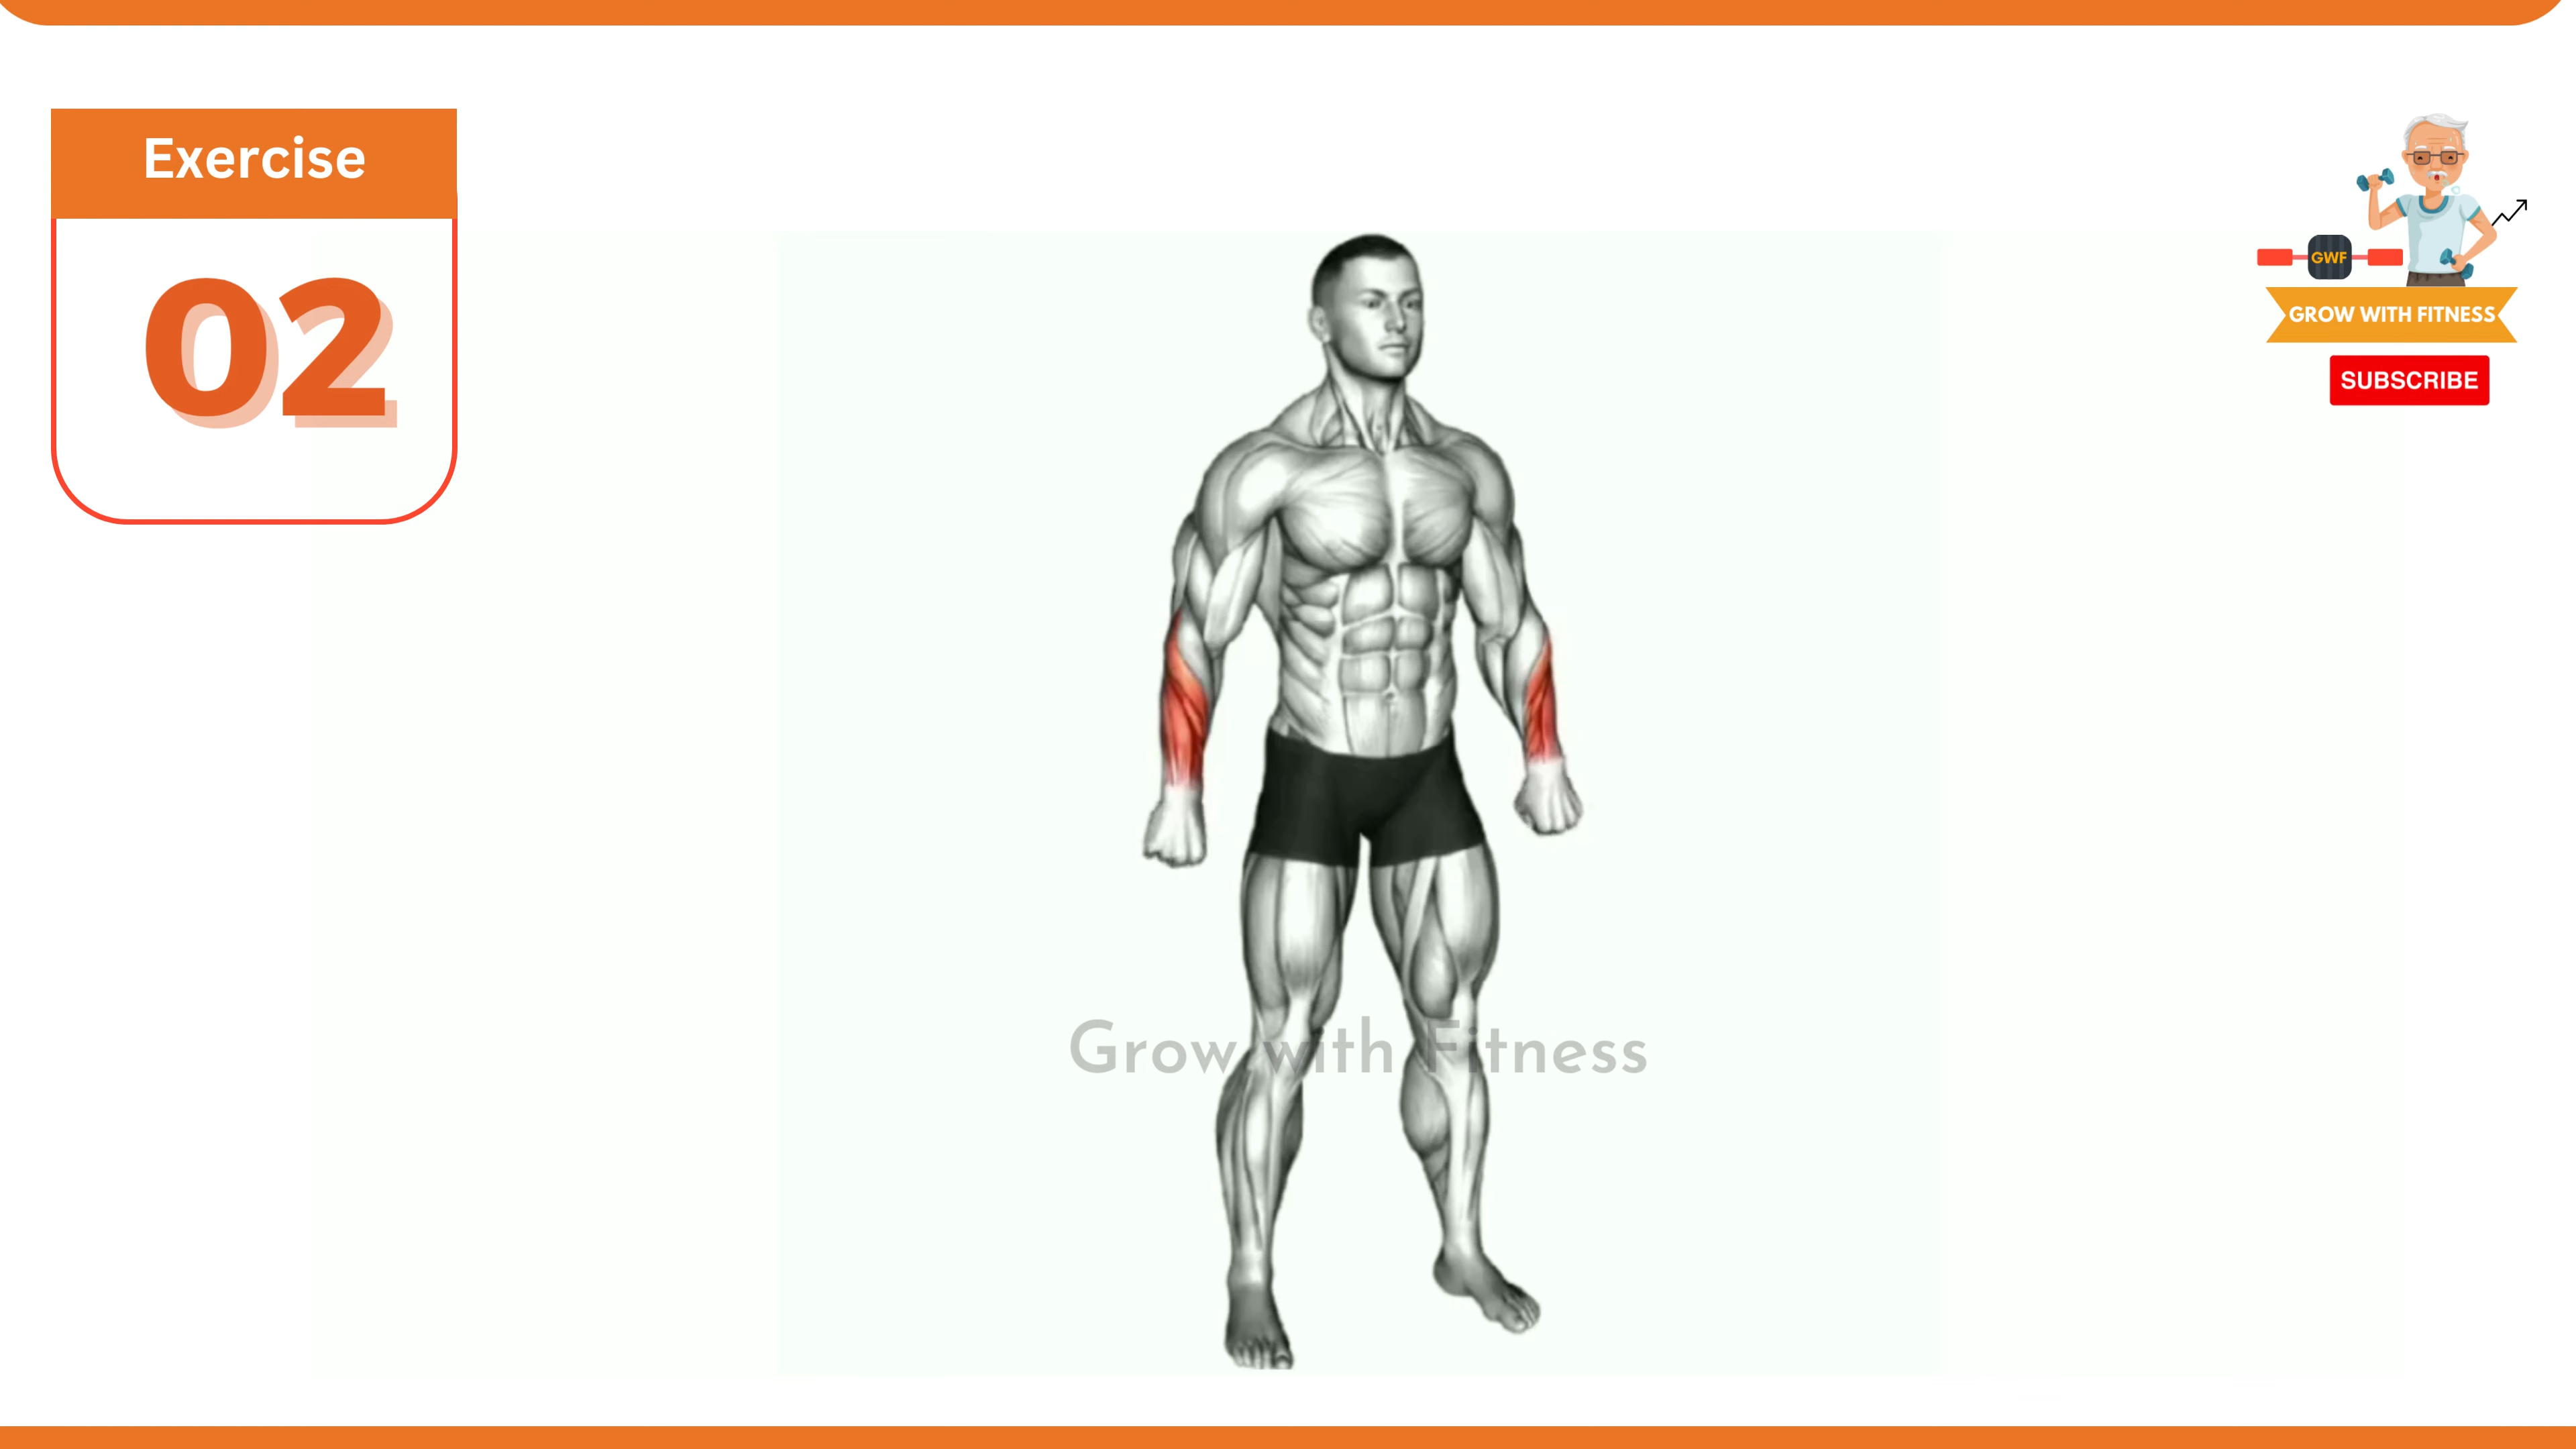 Exercise
02
GWF
GROW WITH FITNESS
SUBSCRIBE
Grow with Fitness